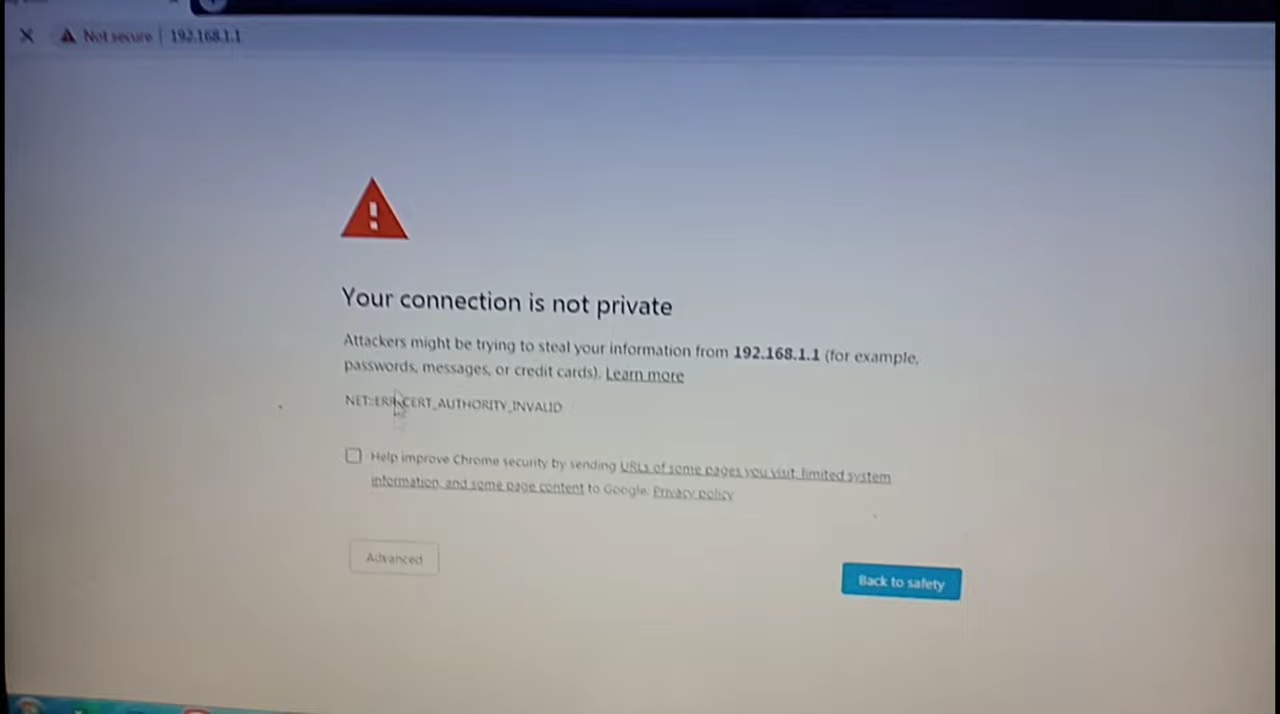 Not secure | 192.168.1.1
Your connection is not private
Attackers might be trying to steal your information from 192.168.1.1 (for example,
passwords, messages, or credit cards). Learn more
NET::ERR_CERT_AUTHORITY_INVALID
Help improve Chrome security by sending URLs of some pages you visit, limited system
information, and some page content to Google. Privacy policy
Advanced
Back to safety